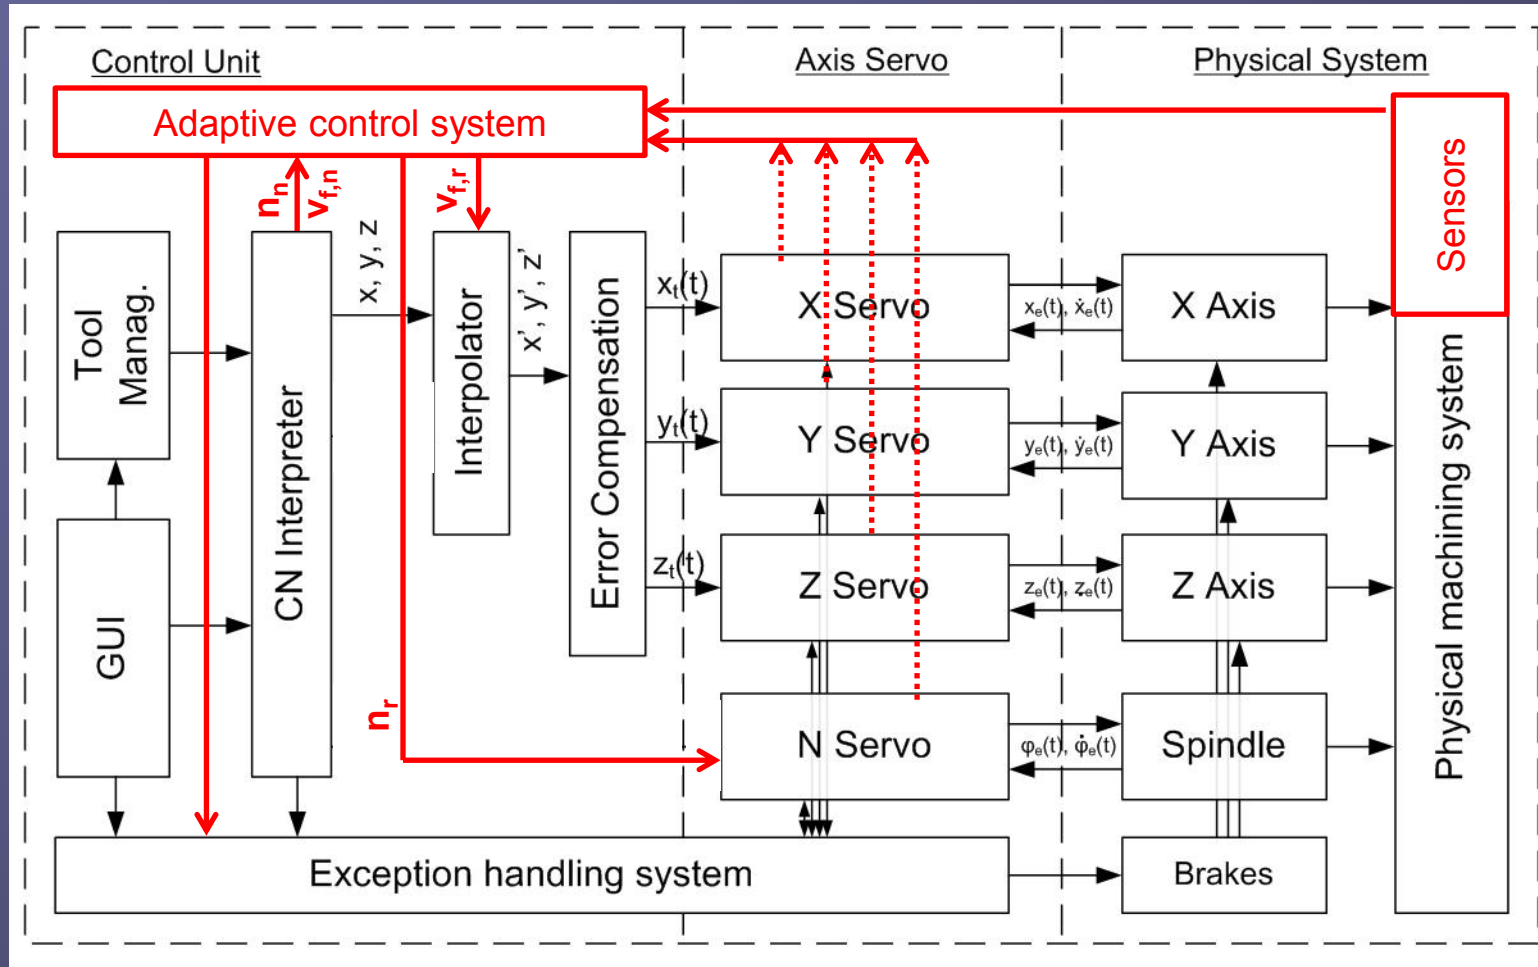 Control Unit
Axis Servo
Physical System
Adaptive control system
Sensors
n_n
v_f,n
v_f,r
x, y, z
x', y', z'
Tool
Manag.
CN Interpreter
Interpolator
Error Compensation
x_t(t)
X Servo
x_e(t), ẋ_e(t)
X Axis
y_t(t)
Y Servo
y_e(t), ẏ_e(t)
Y Axis
GUI
z_t(t)
Z Servo
z_e(t), z_e(t)
Z Axis
Physical machining system
n_r
N Servo
φ_e(t), φ̇_e(t)
Spindle
Exception handling system
Brakes